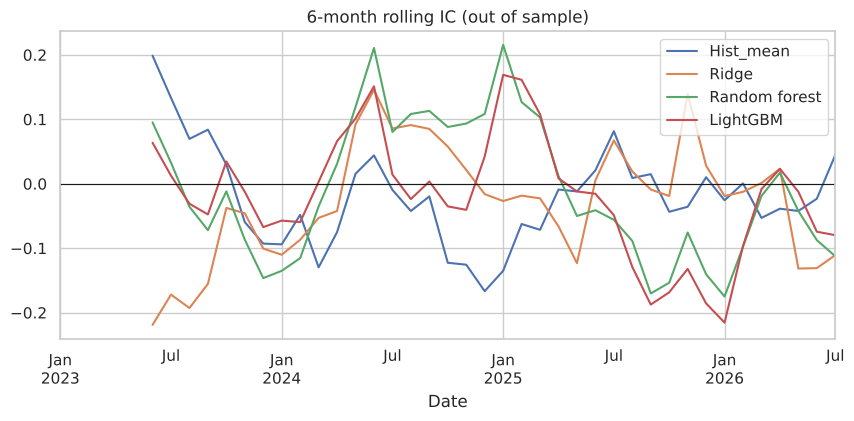 6-month rolling IC (out of sample)
Hist_mean
Ridge
Random forest
LightGBM
0.2
0.1
0.0
−0.1
−0.2
Jan
2023
Jul
Jan
2024
Jul
Jan
2025
Jul
Jan
2026
Jul
Date